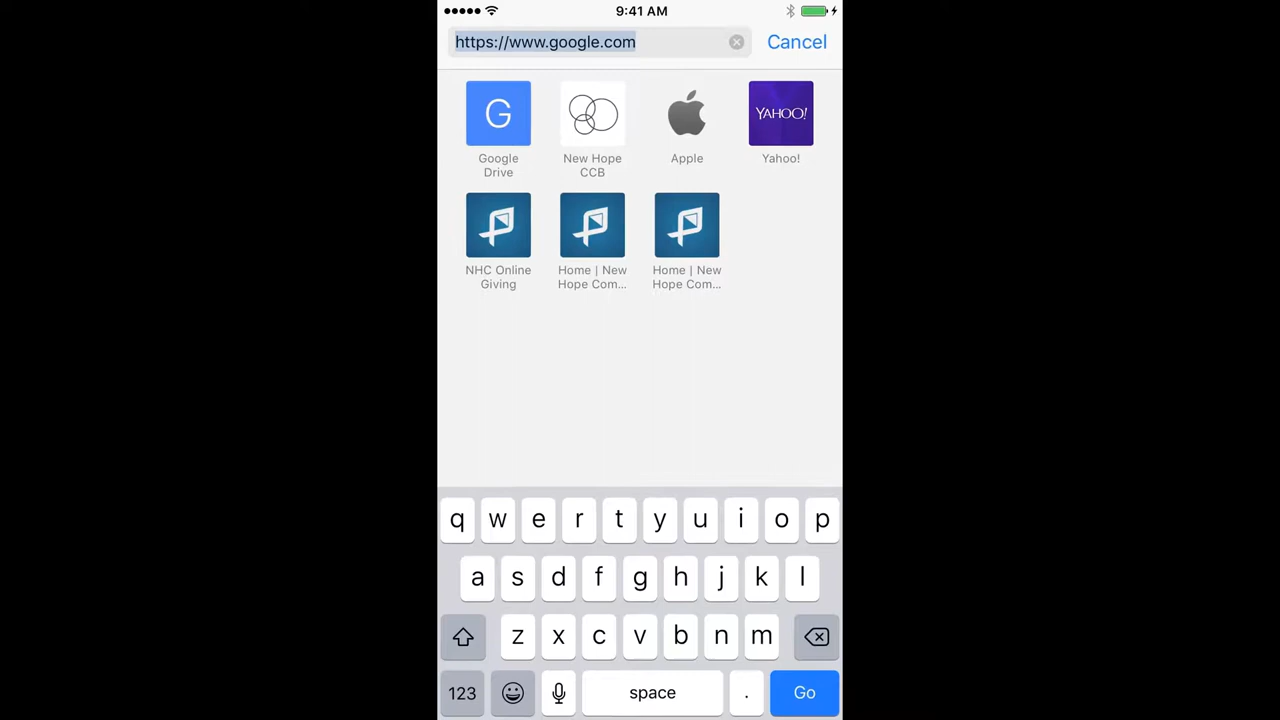 9:41 AM
https://www.google.com
Cancel
G
YAHOO!
Google
Drive
New Hope
CCB
Apple
Yahoo!
NHC Online
Giving
Home | New
Hope Com...
Home | New
Hope Com...
q w e r t y u i o p
a s d f g h j k l
z x c v b n m
123 space . Go